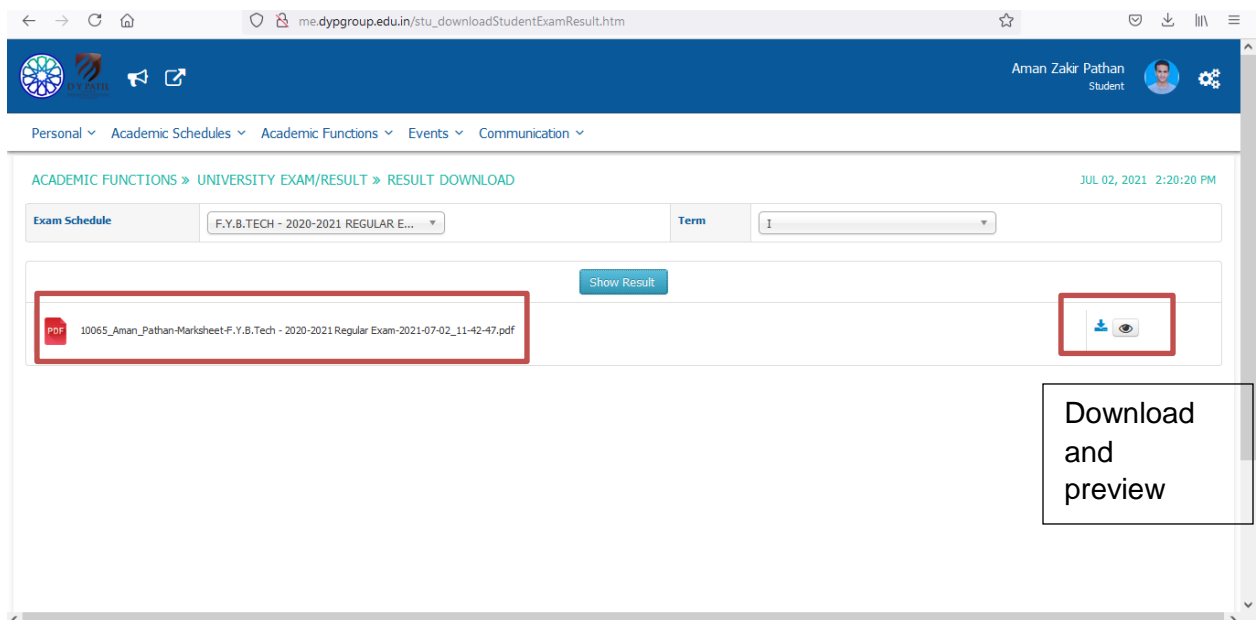 me.dypgroup.edu.in/stu_downloadStudentExamResult.htm
Aman Zakir Pathan
Student
D Y PATIL
Personal Academic Schedules Academic Functions Events Communication
ACADEMIC FUNCTIONS » UNIVERSITY EXAM/RESULT » RESULT DOWNLOAD JUL 02, 2021 2:20:20 PM
Exam Schedule F.Y.B.TECH - 2020-2021 REGULAR E... Term I
Show Result
PDF 10065_Aman_Pathan-Marksheet-F.Y.B.Tech - 2020-2021 Regular Exam-2021-07-02_11-42-47.pdf
Download
and
preview